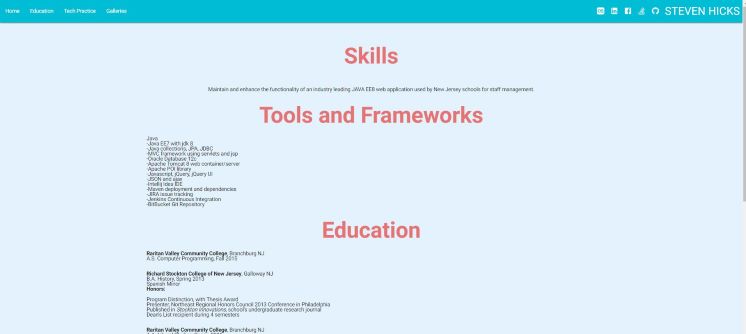 Home Education Tech Practice Galleries STEVEN HICKS
Skills
Maintain and enhance the functionality of an industry leading JAVA EE8 web application used by New Jersey schools for staff management.
Tools and Frameworks
Java
-Java EE7 with jdk 8
-Java collections, JPA, JDBC
-MVC framework using servlets and jsp
-Oracle Database 12c
-Apache Tomcat 8 web container/server
-Apache POI library
-Javascript, jQuery, jQuery UI
-JSON and ajax
-Intellij Idea IDE
-Maven deployment and dependencies
-JIRA issue tracking
-Jenkins Continuous Integration
-BitBucket Git Repository
Education
Raritan Valley Community College, Branchburg NJ
A.S. Computer Programming, Fall 2015
Richard Stockton College of New Jersey, Galloway NJ
B.A. History, Spring 2013
Spanish Minor
Honors:
Program Distinction, with Thesis Award
Presenter, Northeast Regional Honors Council 2013 Conference in Philadelphia
Published in Stockton Innovations, school's undergraduate research journal
Dean's List recipient during 4 semesters
Raritan Valley Community College, Branchburg NJ